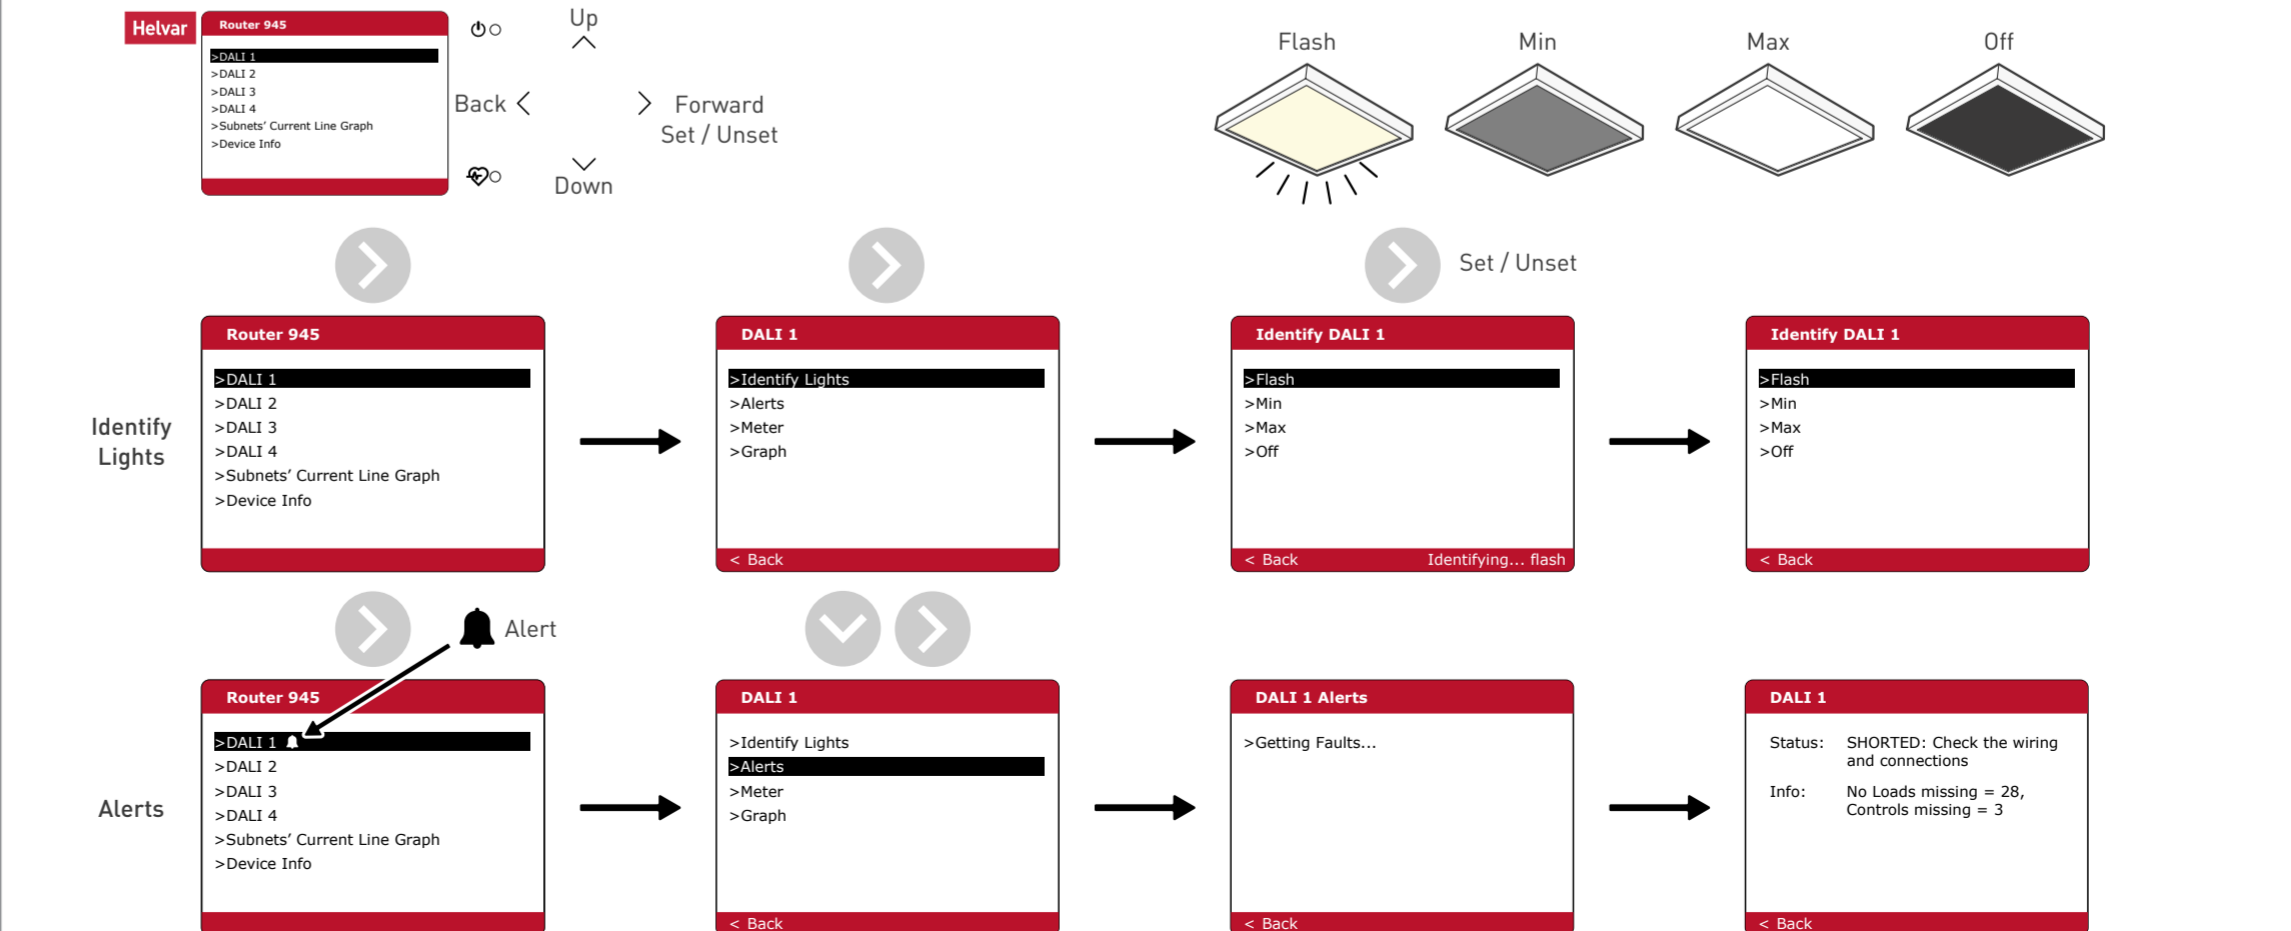 Helvar
Router 945
>DALI 1
>DALI 2
>DALI 3
>DALI 4
>Subnets’ Current Line Graph
>Device Info
Up
Back
Forward
Set / Unset
Down
Flash
Min
Max
Off
Set / Unset
Identify
Lights
Router 945
>DALI 1
>DALI 2
>DALI 3
>DALI 4
>Subnets’ Current Line Graph
>Device Info
DALI 1
>Identify Lights
>Alerts
>Meter
>Graph
< Back
Identify DALI 1
>Flash
>Min
>Max
>Off
< Back Identifying... flash
Identify DALI 1
>Flash
>Min
>Max
>Off
< Back
Alert
Alerts
Router 945
>DALI 1
>DALI 2
>DALI 3
>DALI 4
>Subnets’ Current Line Graph
>Device Info
DALI 1
>Identify Lights
>Alerts
>Meter
>Graph
< Back
DALI 1 Alerts
>Getting Faults...
< Back
DALI 1
Status: SHORTED: Check the wiring
and connections
Info: No Loads missing = 28,
Controls missing = 3
< Back